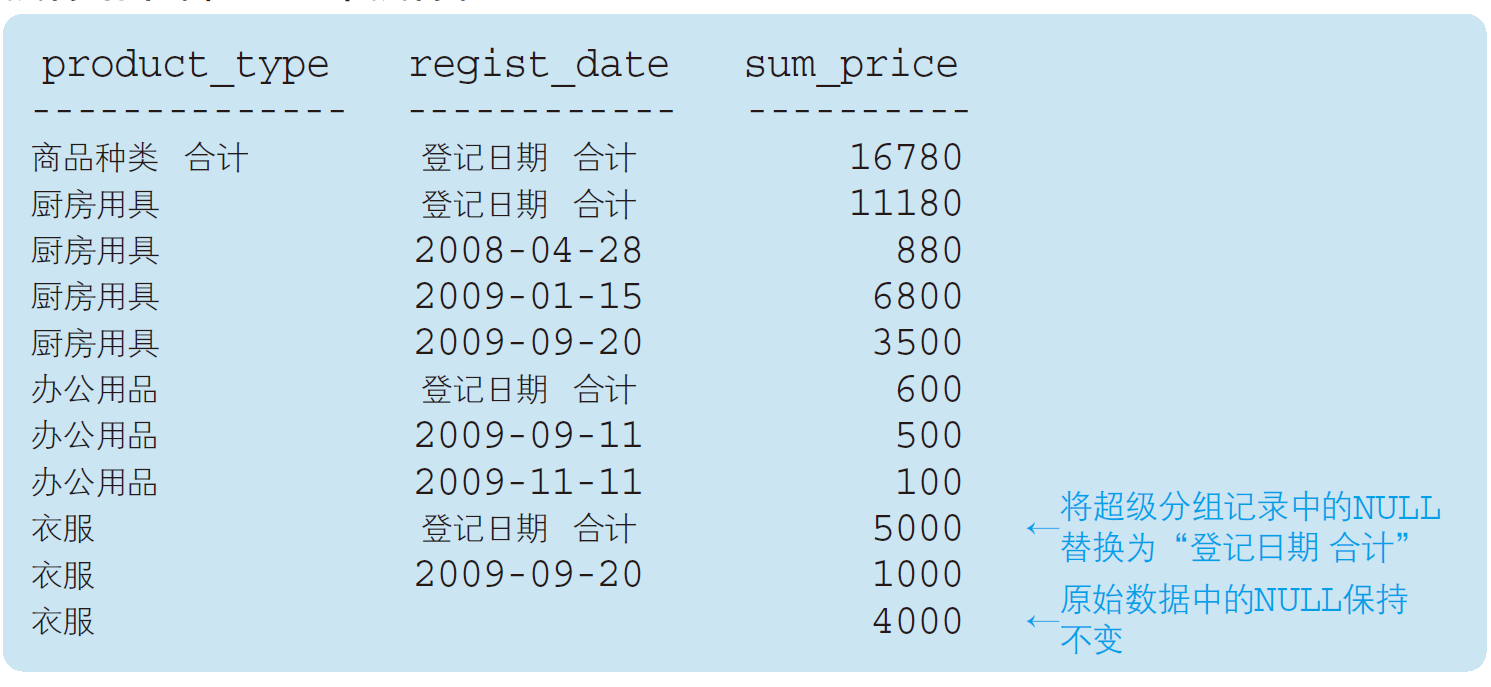 product_type regist_date sum_price
-------------- ------------ ----------
商品种类 合计 登记日期 合计 16780
厨房用具 登记日期 合计 11180
厨房用具 2008-04-28 880
厨房用具 2009-01-15 6800
厨房用具 2009-09-20 3500
办公用品 登记日期 合计 600
办公用品 2009-09-11 500
办公用品 2009-11-11 100
衣服 登记日期 合计 5000
←将超级分组记录中的NULL
替换为“登记日期 合计”
衣服 2009-09-20 1000
衣服 4000
←原始数据中的NULL保持
不变